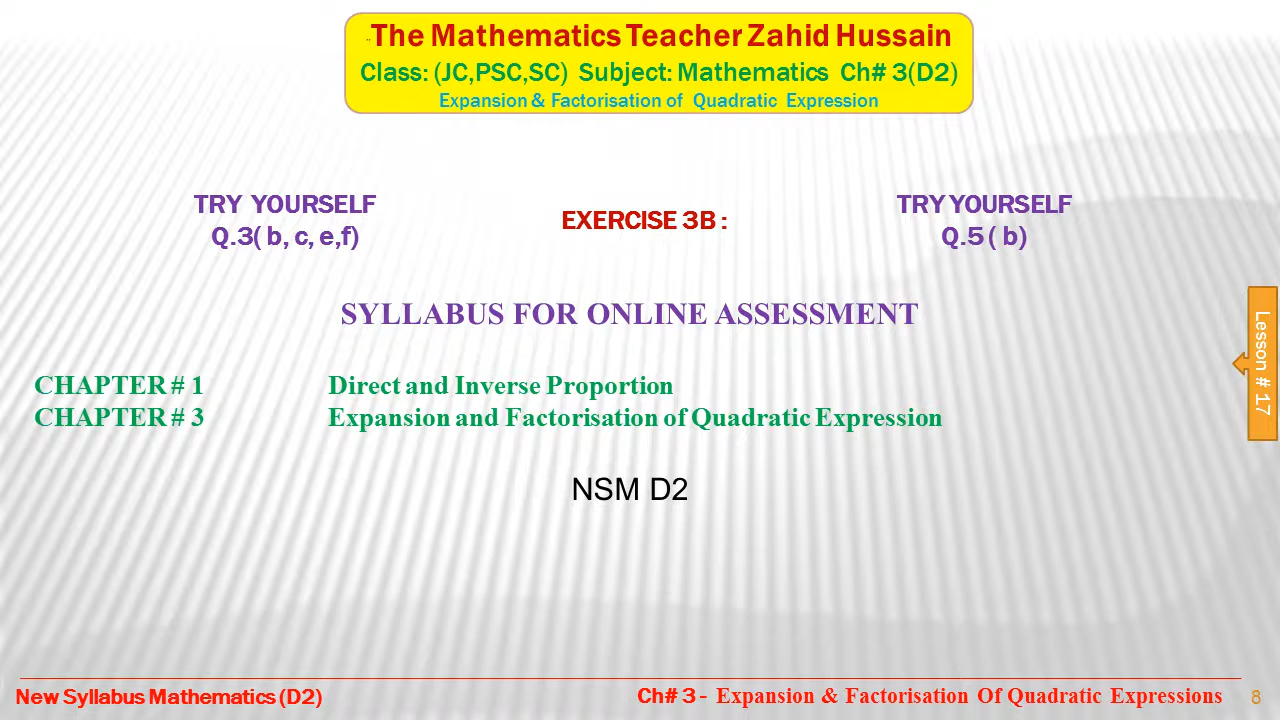 The Mathematics Teacher Zahid Hussain
Class: (JC,PSC,SC) Subject: Mathematics Ch# 3(D2)
Expansion & Factorisation of Quadratic Expression
TRY YOURSELF
Q.3( b, c, e,f)
EXERCISE 3B :
TRY YOURSELF
Q.5 ( b)
SYLLABUS FOR ONLINE ASSESSMENT
CHAPTER # 1 Direct and Inverse Proportion
CHAPTER # 3 Expansion and Factorisation of Quadratic Expression
NSM D2
Lesson # 17
New Syllabus Mathematics (D2)
Ch# 3 - Expansion & Factorisation Of Quadratic Expressions
8